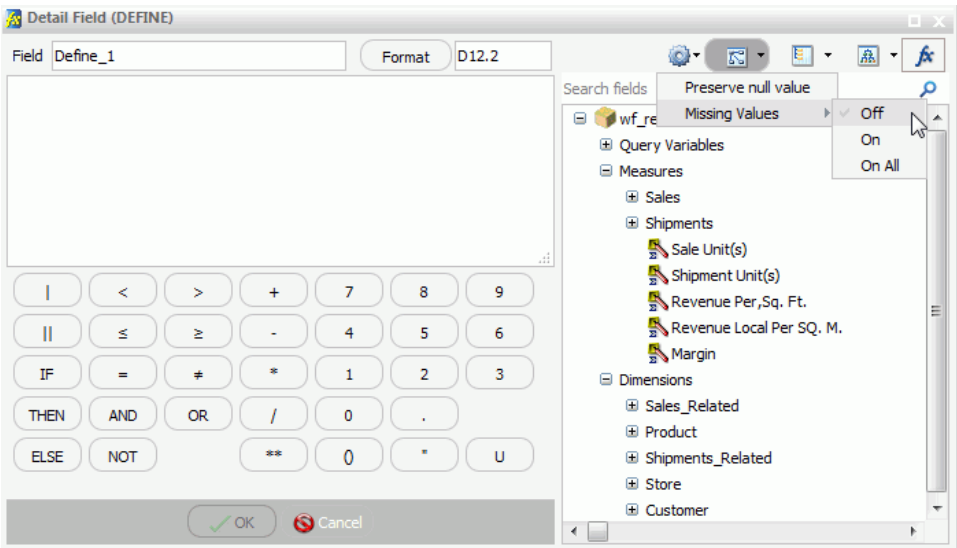 Detail Field (DEFINE)
Field Define_1 Format D12.2 fx
Search fields Preserve null value
wf_re Missing Values Off
Query Variables On
Measures On All
Sales
Shipments
Sale Unit(s)
Shipment Unit(s)
Revenue Per,Sq. Ft.
Revenue Local Per SQ. M.
Margin
Dimensions
Sales_Related
Product
Shipments_Related
Store
Customer
| < > + 7 8 9
|| ≤ ≥ - 4 5 6
IF = ≠ * 1 2 3
THEN AND OR / 0 .
ELSE NOT ** () " U
OK Cancel